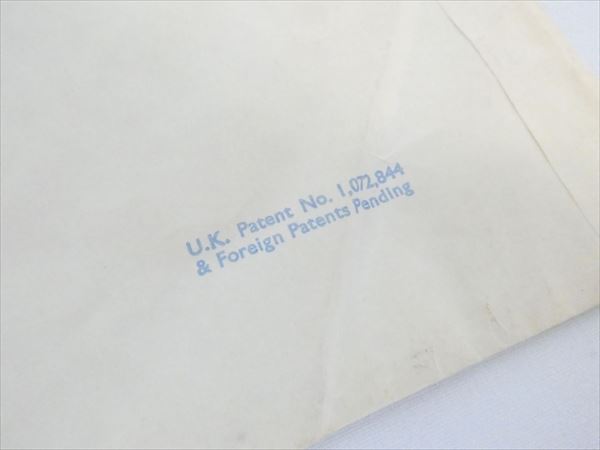 U.K. Patent No. 1,072,844
& Foreign Patents Pending